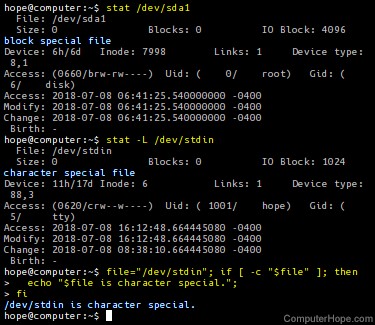 hope@computer:~$ stat /dev/sda1
File: /dev/sda1
Size: 0 Blocks: 0 IO Block: 4096
block special file
Device: 6h/6d Inode: 7998 Links: 1 Device type:
8,1
Access: (0660/brw-rw----) Uid: ( 0/ root) Gid: (
6/ disk)
Access: 2018-07-08 06:41:25.540000000 -0400
Modify: 2018-07-08 06:41:25.540000000 -0400
Change: 2018-07-08 06:41:25.540000000 -0400
Birth: -
hope@computer:~$ stat -L /dev/stdin
File: /dev/stdin
Size: 0 Blocks: 0 IO Block: 1024
character special file
Device: 11h/17d Inode: 6 Links: 1 Device type:
88,3
Access: (0620/crw--w----) Uid: ( 1001/ hope) Gid: (
5/ tty)
Access: 2018-07-08 16:12:48.664445080 -0400
Modify: 2018-07-08 16:12:48.664445080 -0400
Change: 2018-07-08 08:38:10.664445080 -0400
Birth: -
hope@computer:~$ file="/dev/stdin"; if [ -c "$file" ]; then
> echo "$file is character special.";
> fi
/dev/stdin is character special.
hope@computer:~$
ComputerHope.com